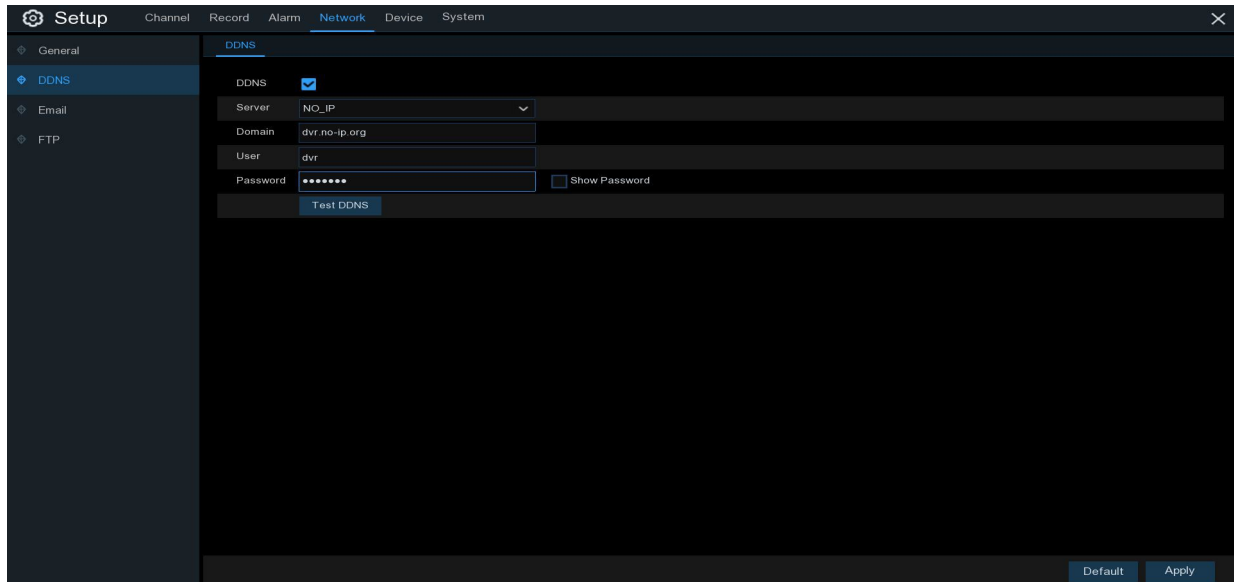 Setup Channel Record Alarm Network Device System
General
DDNS
Email
FTP
DDNS
DDNS
Server NO_IP
Domain dvr.no-ip.org
User dvr
Password ••••••• Show Password
Test DDNS
Default Apply